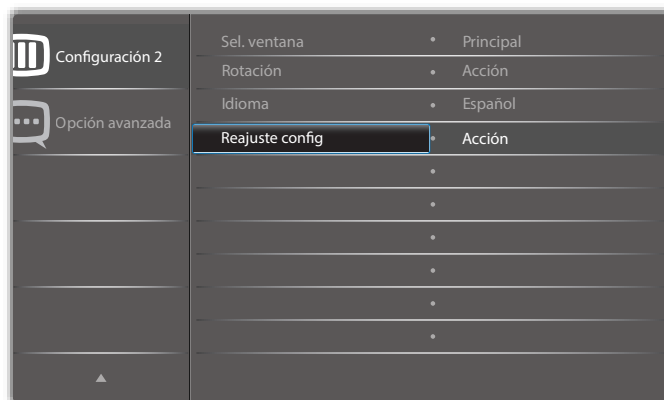 Configuración 2
Opción avanzada
Sel. ventana • Principal
Rotación • Acción
Idioma • Español
Reajuste config • Acción